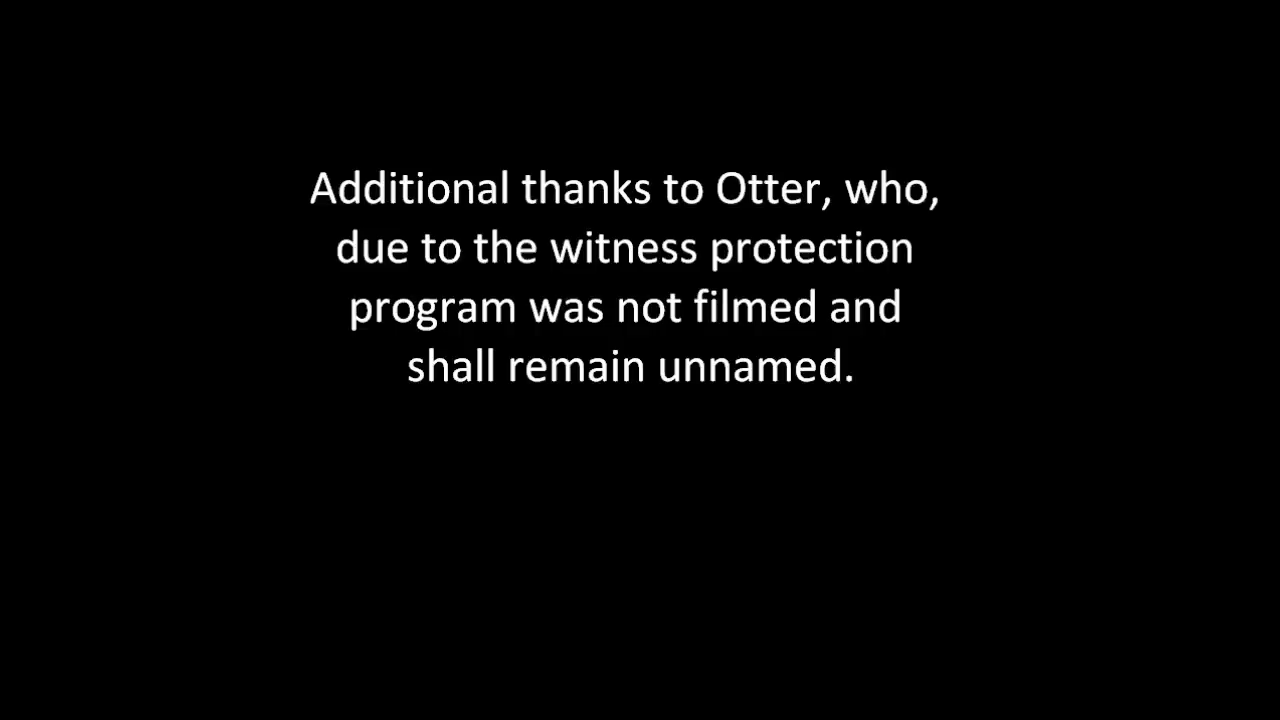 Additional thanks to Otter, who,
due to the witness protection
program was not filmed and
shall remain unnamed.